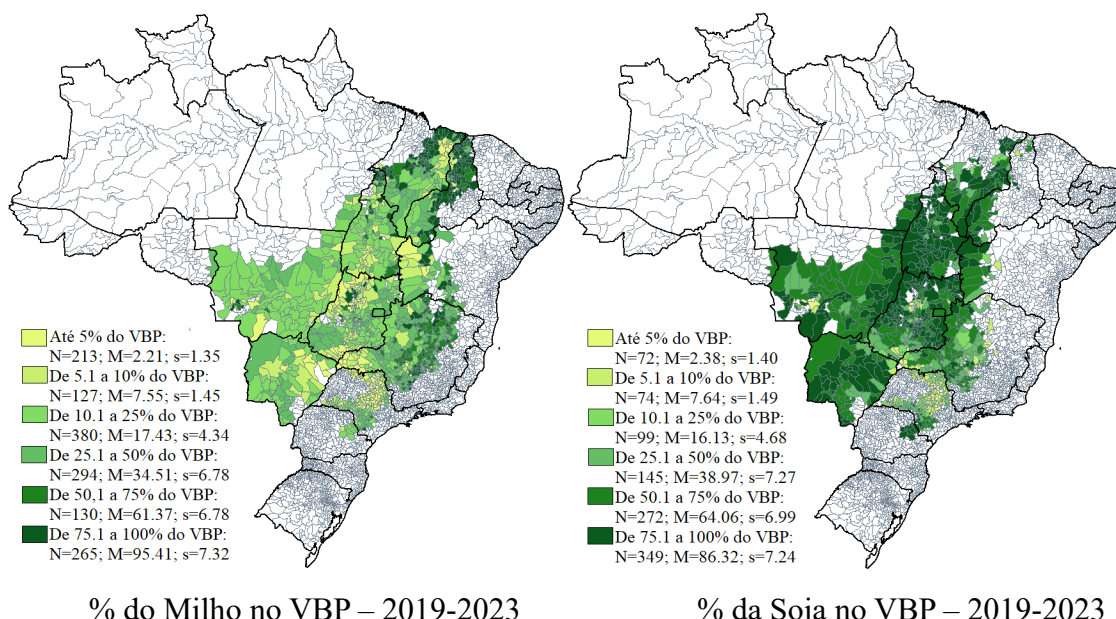 Até 5% do VBP:
N=213; M=2.21; s=1.35
De 5.1 a 10% do VBP:
N=127; M=7.55; s=1.45
De 10.1 a 25% do VBP:
N=380; M=17.43; s=4.34
De 25.1 a 50% do VBP:
N=294; M=34.51; s=6.78
De 50,1 a 75% do VBP:
N=130; M=61.37; s=6.78
De 75.1 a 100% do VBP:
N=265; M=95.41; s=7.32
% do Milho no VBP – 2019-2023
Até 5% do VBP:
N=72; M=2.38; s=1.40
De 5.1 a 10% do VBP:
N=74; M=7.64; s=1.49
De 10.1 a 25% do VBP:
N=99; M=16.13; s=4.68
De 25.1 a 50% do VBP:
N=145; M=38.97; s=7.27
De 50.1 a 75% do VBP:
N=272; M=64.06; s=6.99
De 75.1 a 100% do VBP:
N=349; M=86.32; s=7.24
% da Soja no VBP – 2019-2023